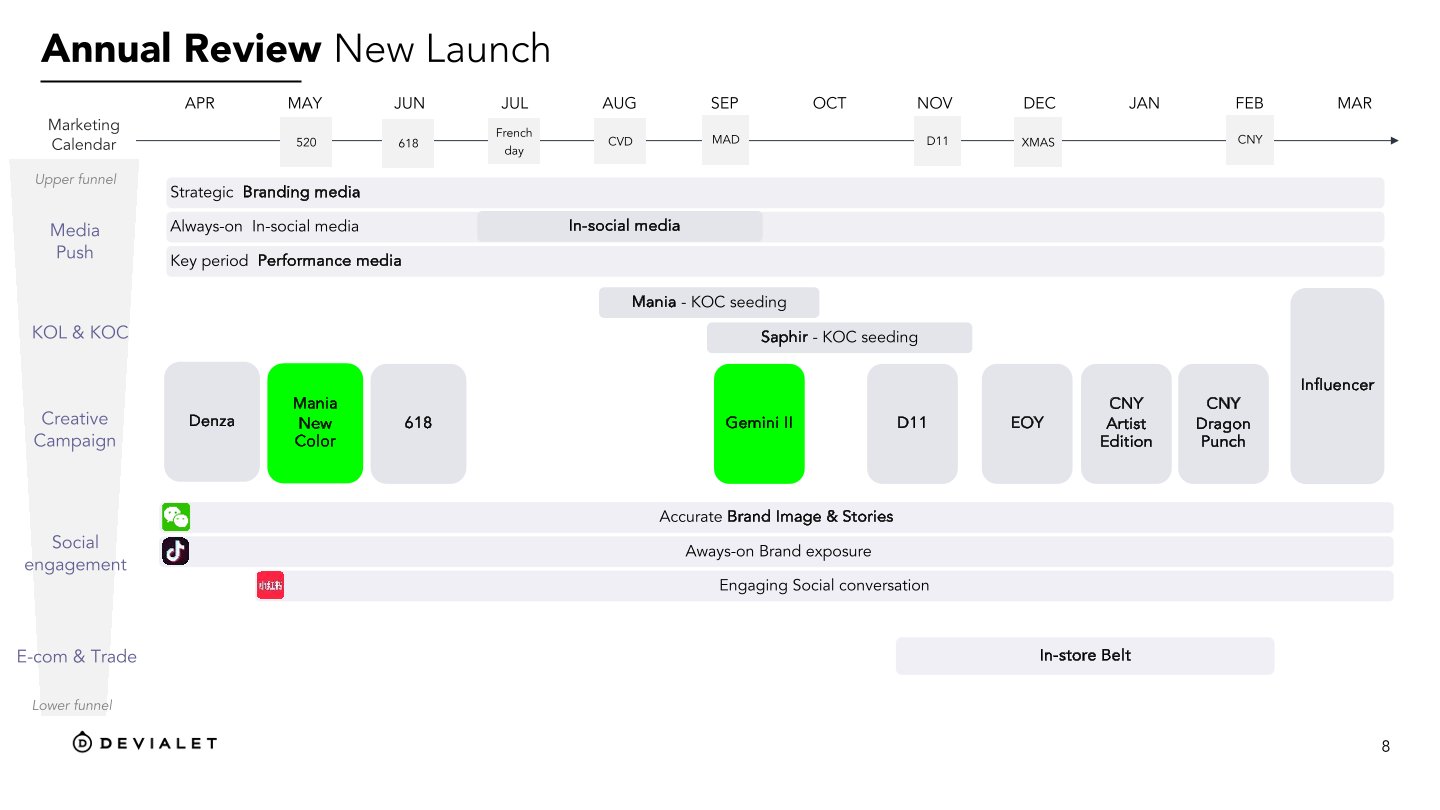 Annual Review New Launch
APR MAY JUN JUL AUG SEP OCT NOV DEC JAN FEB MAR
Marketing
Calendar
520
618
French
day
CVD
MAD
D11
XMAS
CNY
Upper funnel
Strategic Branding media
Media
Push
Always-on In-social media
In-social media
Key period Performance media
KOL & KOC
Mania - KOC seeding
Saphir - KOC seeding
Influencer
Creative
Campaign
Denza
Mania
New
Color
618
Gemini II
D11
EOY
CNY
Artist
Edition
CNY
Dragon
Punch
Social
engagement
Accurate Brand Image & Stories
Aways-on Brand exposure
小红书
Engaging Social conversation
E-com & Trade
In-store Belt
Lower funnel
DEVIALET
8